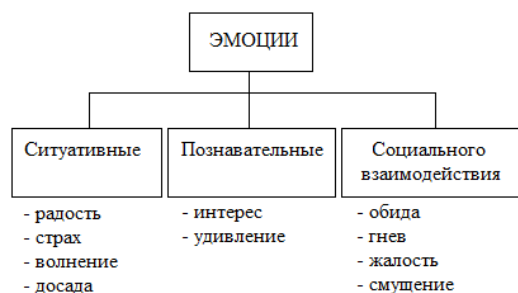 ЭМОЦИИ
Ситуативные
- радость
- страх
- волнение
- досада
Познавательные
- интерес
- удивление
Социального
взаимодействия
- обида
- гнев
- жалость
- смущение